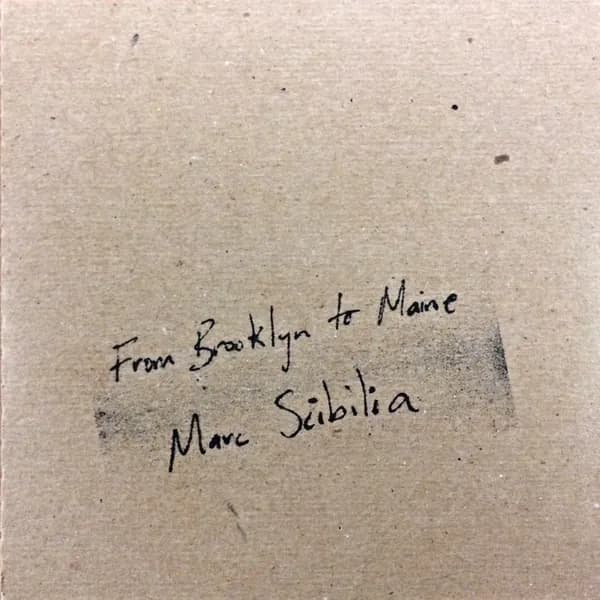 From Brooklyn to Maine
Marc Scibilia